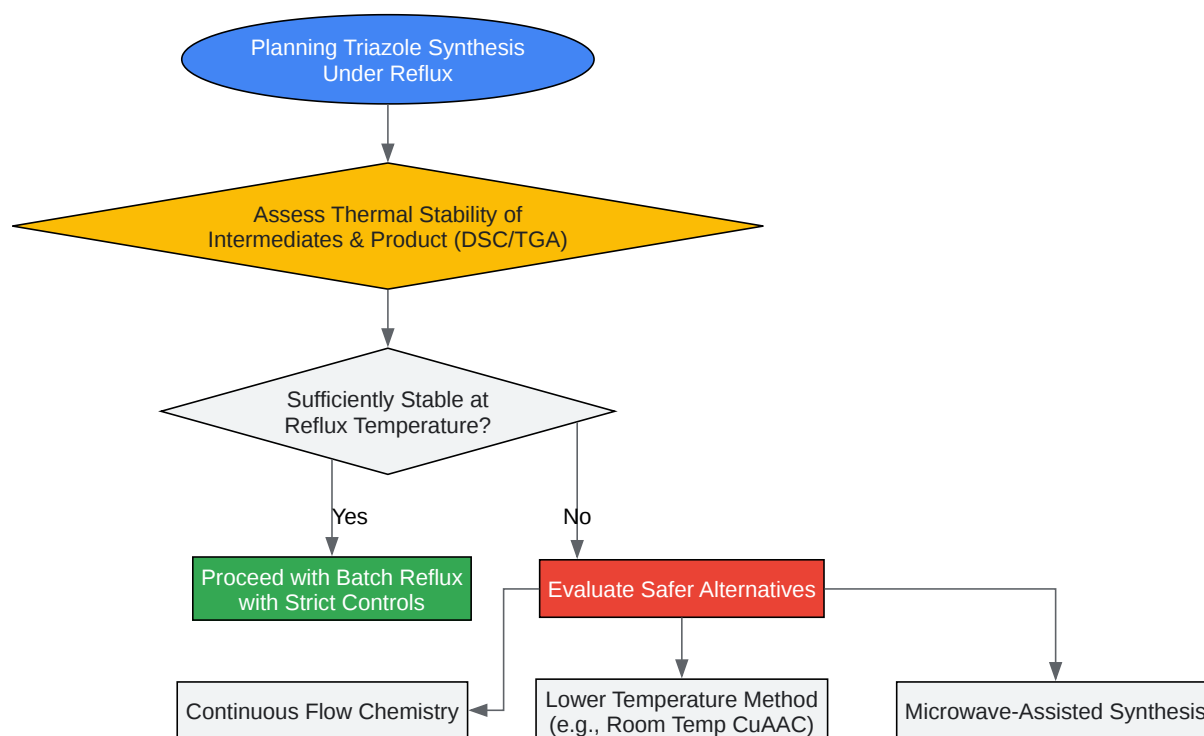 Planning Triazole Synthesis
Under Reflux
Assess Thermal Stability of
Intermediates & Product (DSC/TGA)
Sufficiently Stable at
Reflux Temperature?
Yes
No
Proceed with Batch Reflux
with Strict Controls
Evaluate Safer Alternatives
Continuous Flow Chemistry
Lower Temperature Method
(e.g., Room Temp CuAAC)
Microwave-Assisted Synthesis